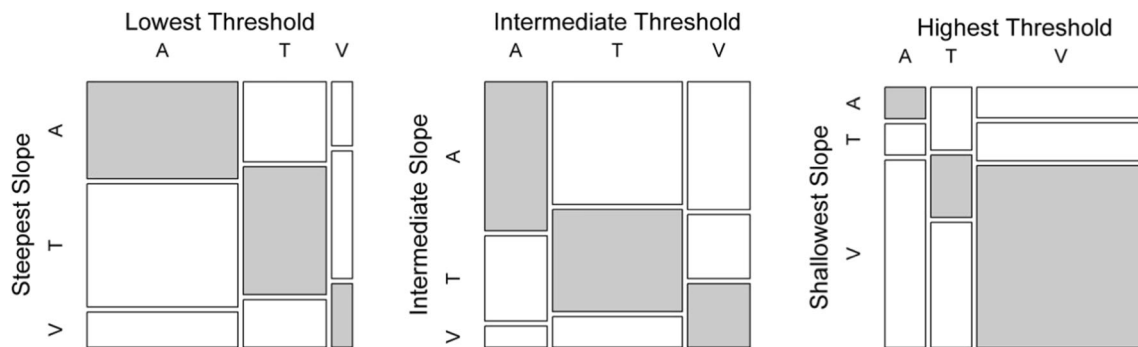 Lowest Threshold
A T V
Steepest Slope
A
T
V
Intermediate Threshold
A T V
Intermediate Slope
A
T
V
Highest Threshold
A T V
Shallowest Slope
A
T
V